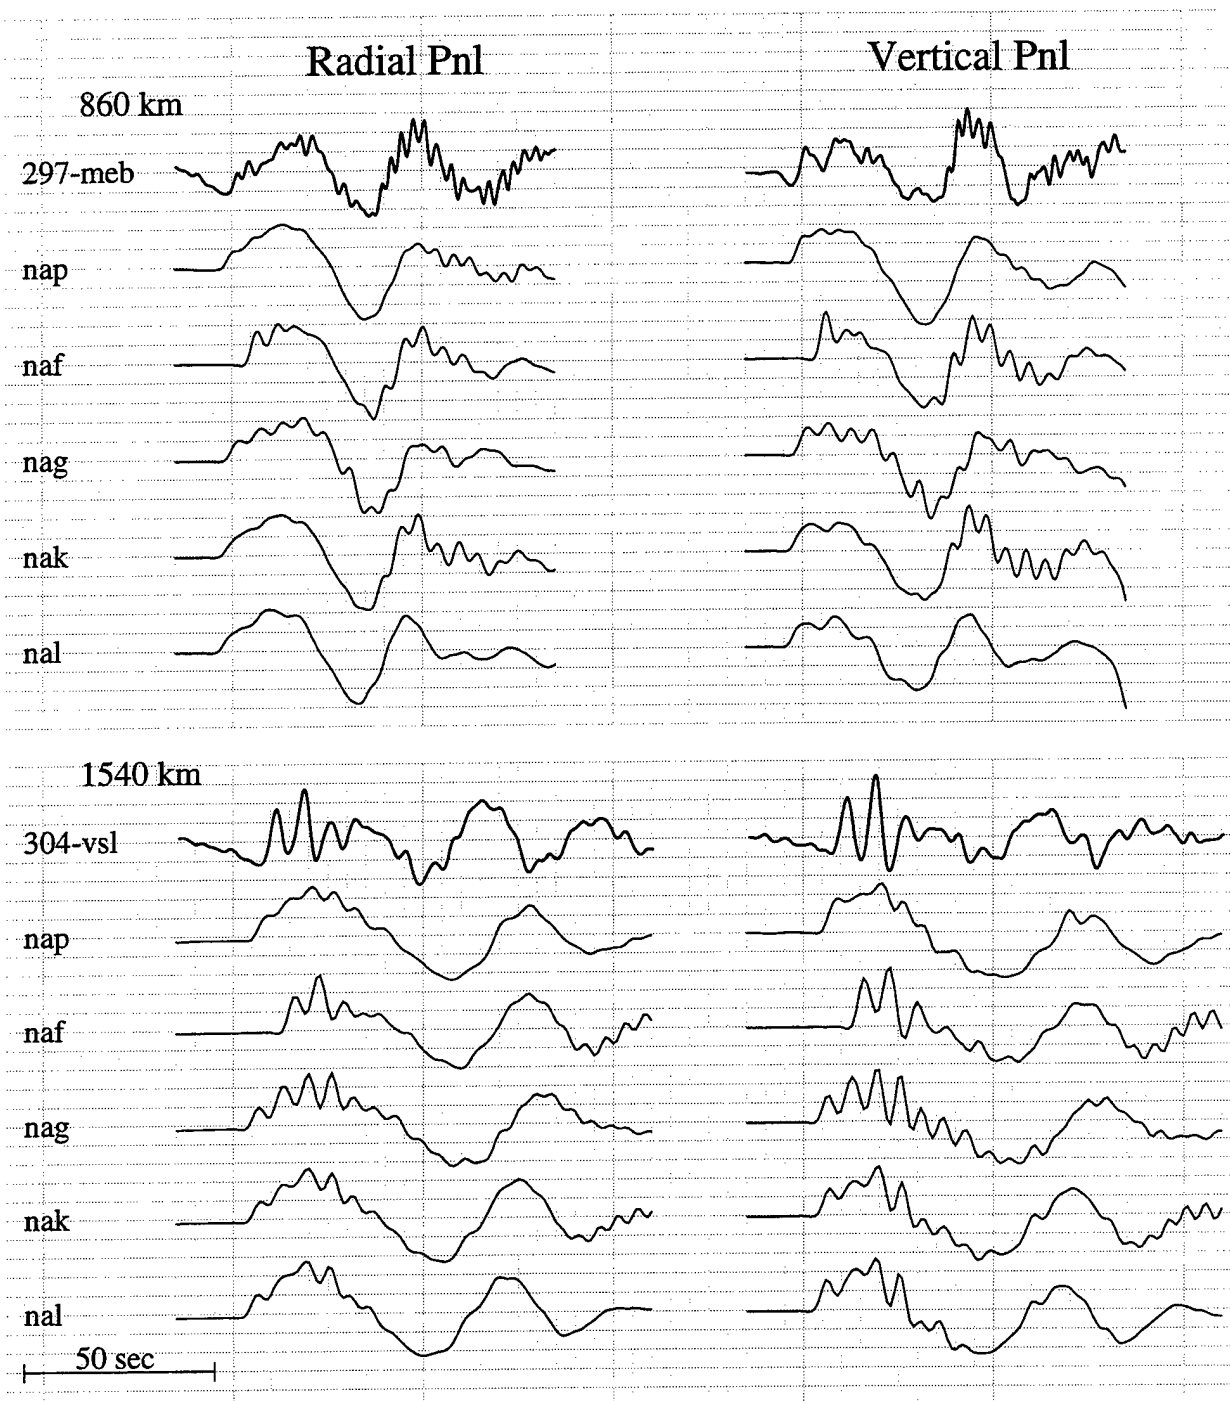 Radial Pnl
Vertical Pnl
860 km
297-meb
nap
naf
nag
nak
nal
1540 km
304-vsl
nap
naf
nag
nak
nal
50 sec